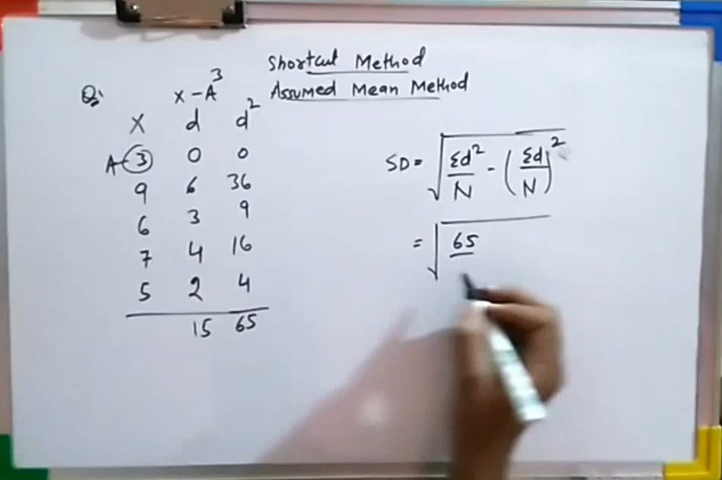 Shortcut Method
Assumed Mean Method
Q:
x - A 3
X d d²
A 3 0 0
9 6 36
6 3 9
7 4 16
5 2 4
15 65
SD = √ Σd²/N - (Σd/N)²
= √ 65